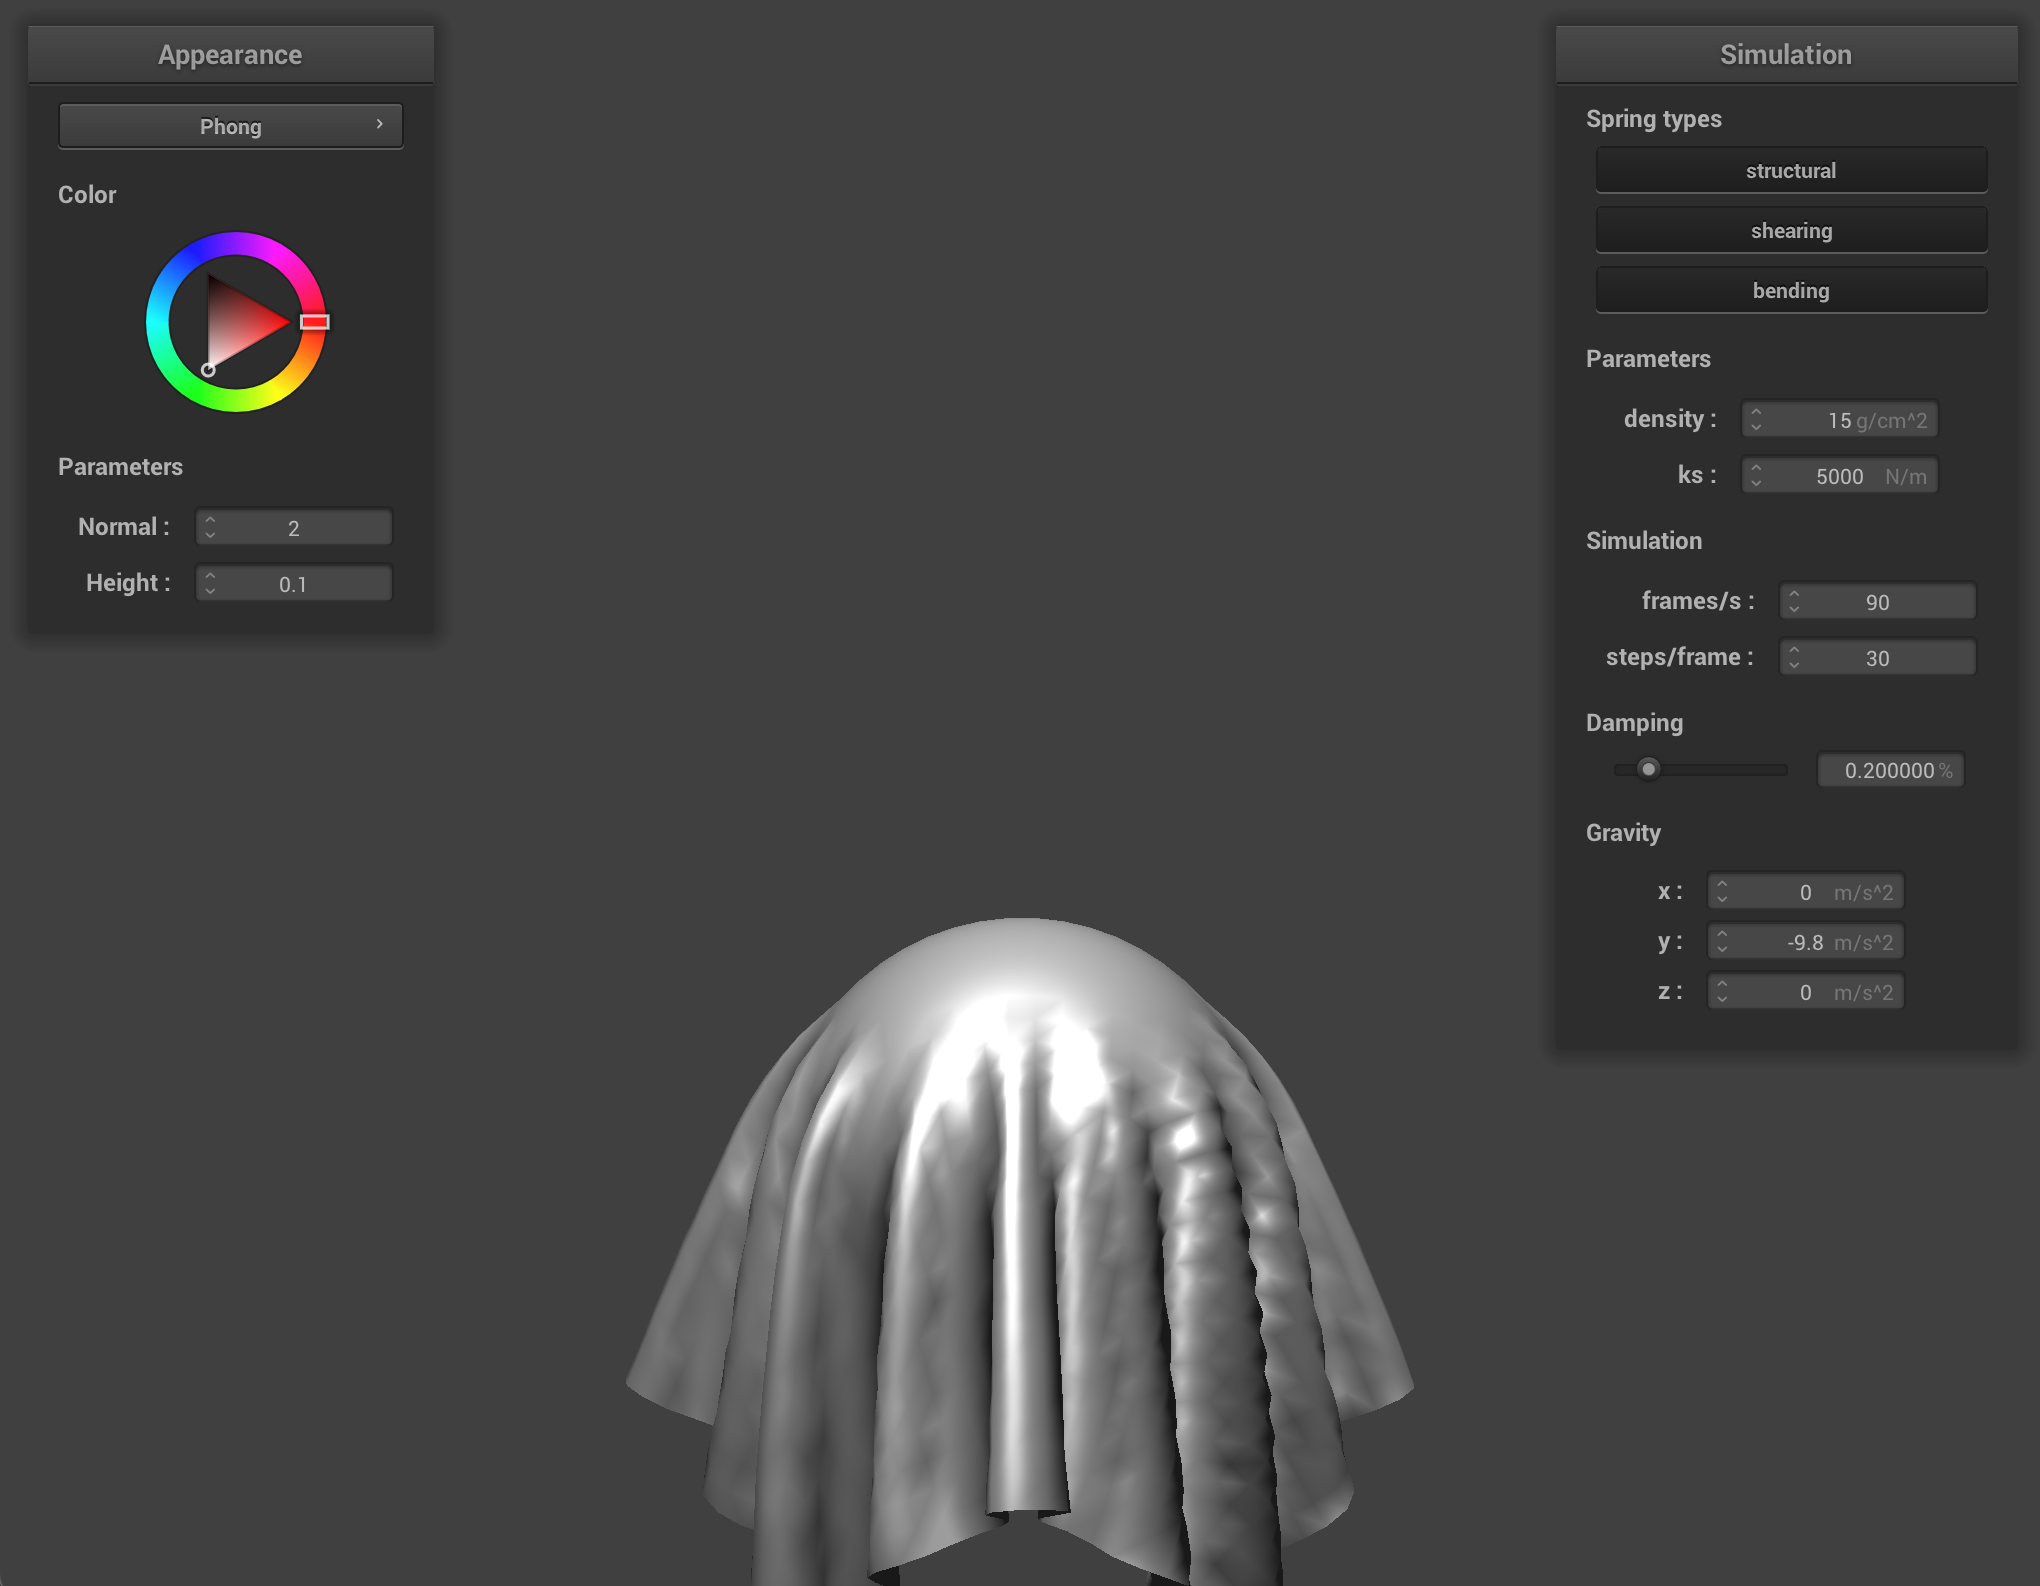 Appearance
Phong
Color
Parameters
Normal : 2
Height : 0.1
Simulation
Spring types
structural
shearing
bending
Parameters
density : 15 g/cm^2
ks : 5000 N/m
Simulation
frames/s : 90
steps/frame : 30
Damping
0.200000 %
Gravity
x : 0 m/s^2
y : -9.8 m/s^2
z : 0 m/s^2